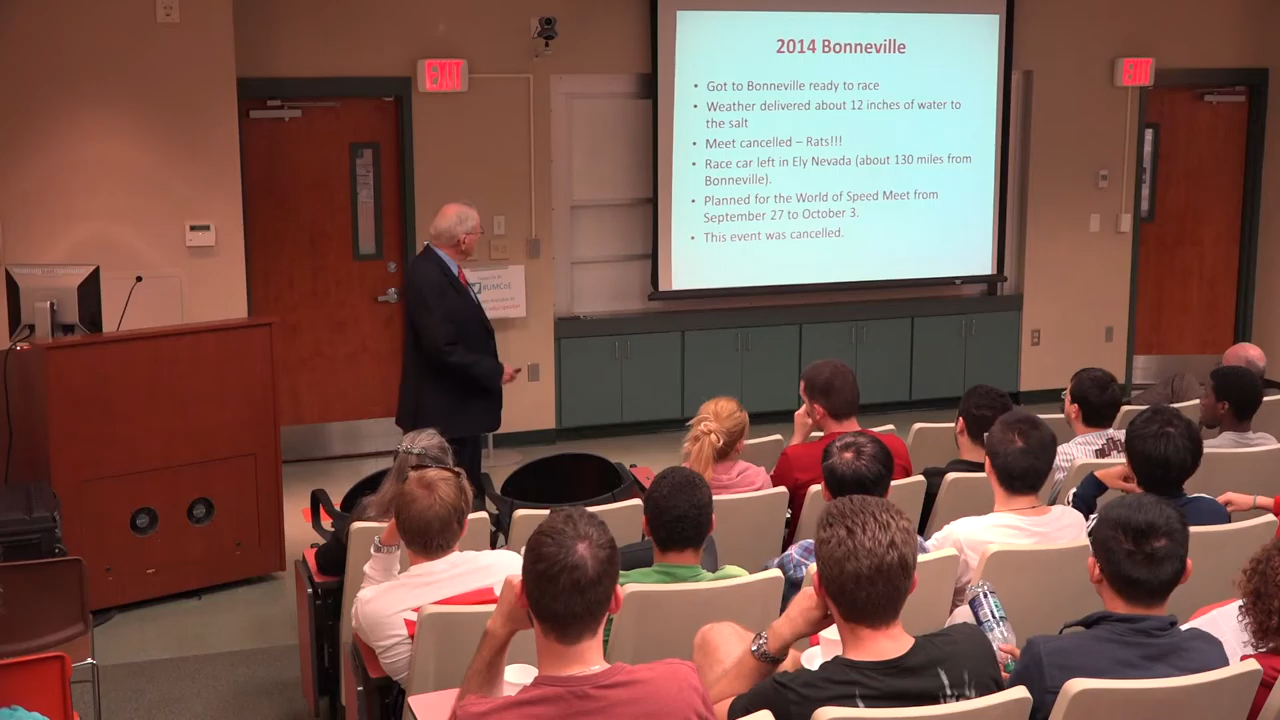 EXIT
EXIT
2014 Bonneville
• Got to Bonneville ready to race
• Weather delivered about 12 inches of water to
the salt
• Meet cancelled – Rats!!!
• Race car left in Ely Nevada (about 130 miles from
Bonneville).
• Planned for the World of Speed Meet from
September 27 to October 3.
• This event was cancelled.
#UMCoE